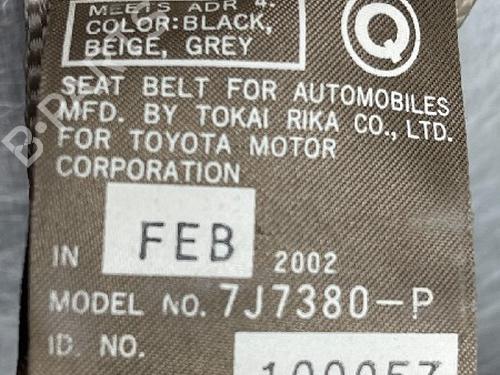 MEETS ADR 4.
COLOR: BLACK,
BEIGE, GREY
Q
SEAT BELT FOR AUTOMOBILES
MFD. BY TOKAI RIKA CO., LTD.
FOR TOYOTA MOTOR
CORPORATION
IN FEB 2002
MODEL NO. 7J7380-P
ID. NO. 100057